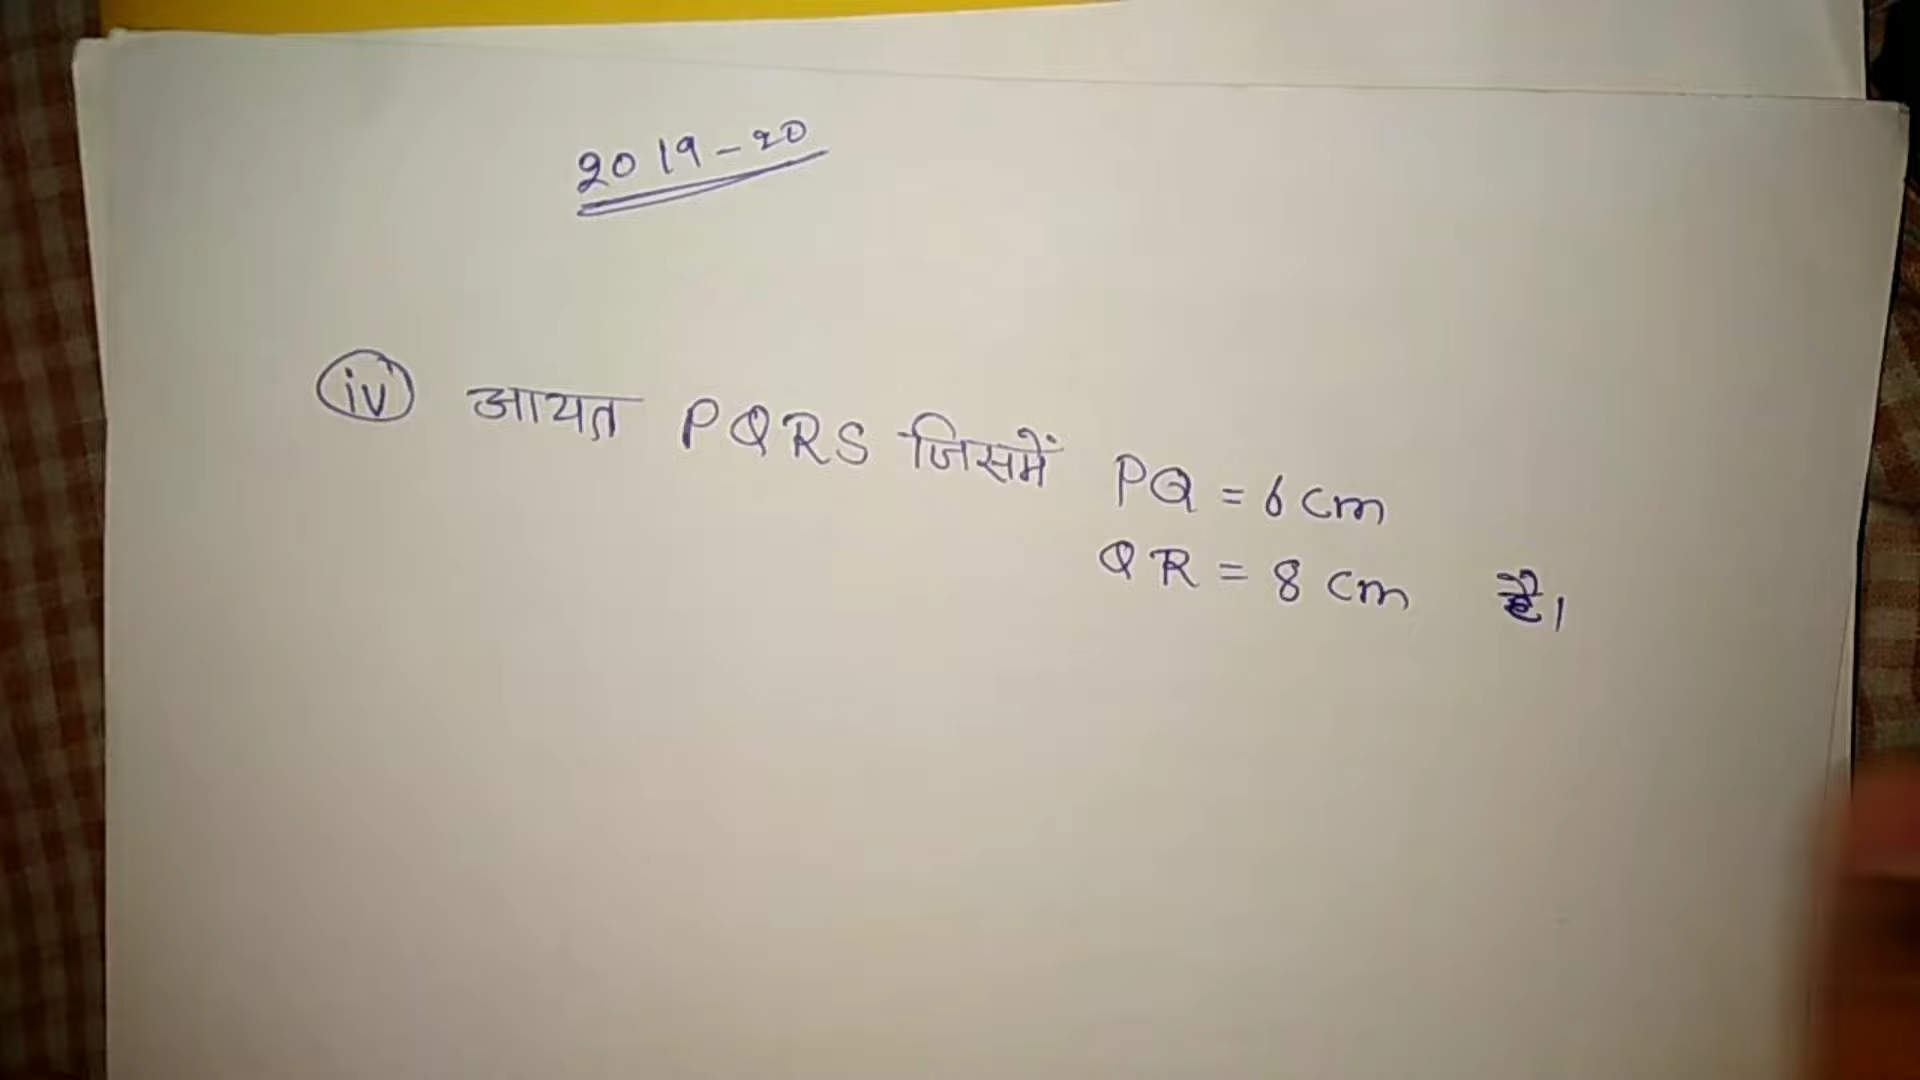 2019-20
(iv) आयत PQRS जिसमें PQ = 6 cm
QR = 8 cm है।